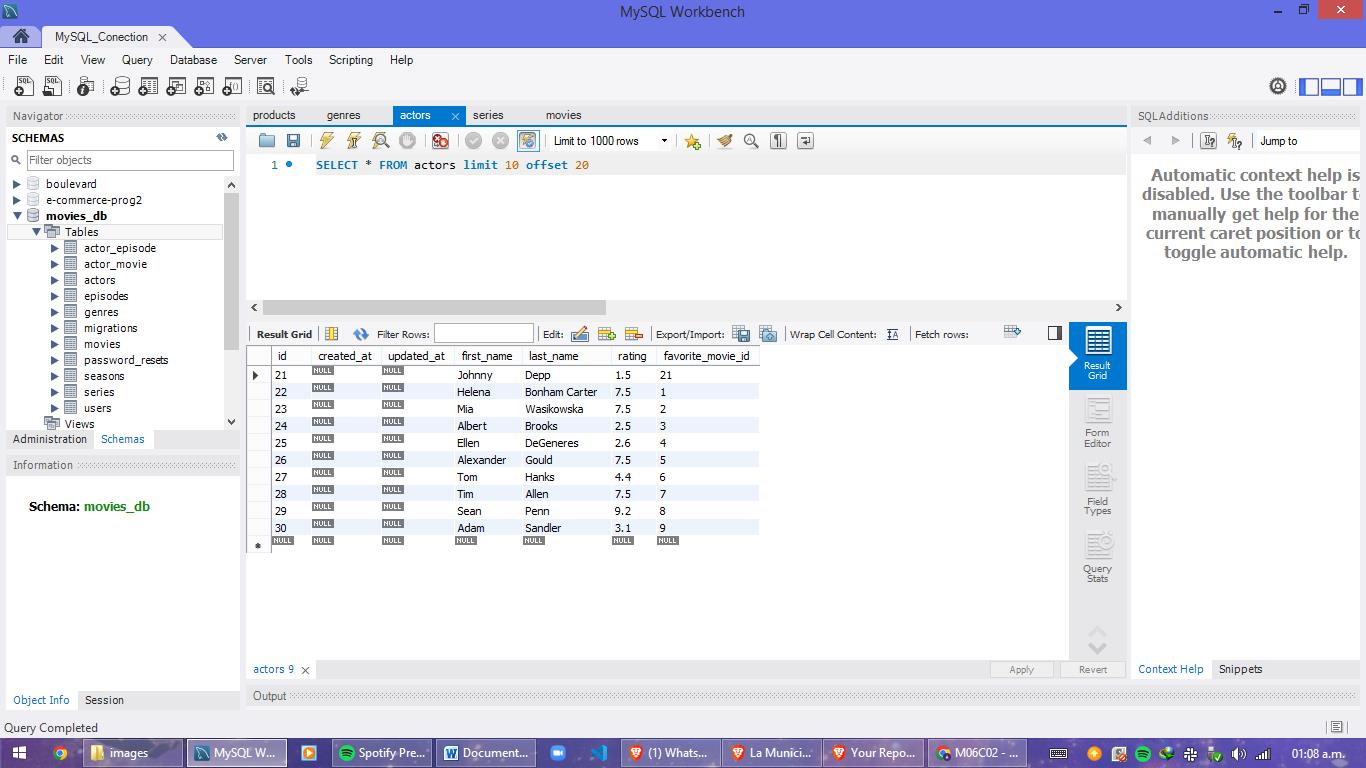 MySQL Workbench
MySQL_Conection
File Edit View Query Database Server Tools Scripting Help
Navigator
SCHEMAS
Filter objects
boulevard
e-commerce-prog2
movies_db
Tables
actor_episode
actor_movie
actors
episodes
genres
migrations
movies
password_resets
seasons
series
users
Views
Administration Schemas
Information
Schema: movies_db
Object Info Session
products genres actors series movies
Limit to 1000 rows
1 SELECT * FROM actors limit 10 offset 20
Result Grid Filter Rows: Edit: Export/Import: Wrap Cell Content: Fetch rows:
id created_at updated_at first_name last_name rating favorite_movie_id
21 NULL NULL Johnny Depp 1.5 21
22 NULL NULL Helena Bonham Carter 7.5 1
23 NULL NULL Mia Wasikowska 7.5 2
24 NULL NULL Albert Brooks 2.5 3
25 NULL NULL Ellen DeGeneres 2.6 4
26 NULL NULL Alexander Gould 7.5 5
27 NULL NULL Tom Hanks 4.4 6
28 NULL NULL Tim Allen 7.5 7
29 NULL NULL Sean Penn 9.2 8
30 NULL NULL Adam Sandler 3.1 9
NULL NULL NULL NULL NULL NULL NULL
Result
Grid
Form
Editor
Field
Types
Query
Stats
actors 9
Apply Revert
Output
SQLAdditions
Jump to
Automatic context help is
disabled. Use the toolbar t
manually get help for the
current caret position or to
toggle automatic help.
Context Help Snippets
Query Completed
images MySQL W... Spotify Pre... Document... (1) Whats... La Munici... Your Repo... M06C02 - ... 01:08 a.m.